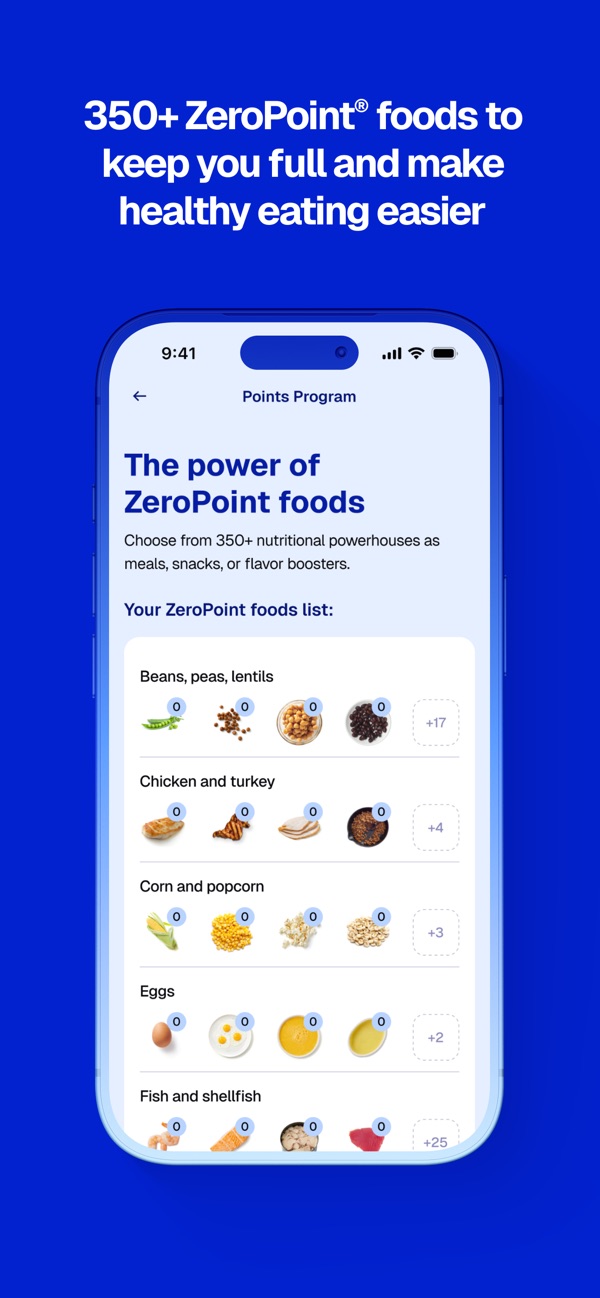 350+ ZeroPoint® foods to
keep you full and make
healthy eating easier
9:41
Points Program
The power of
ZeroPoint foods
Choose from 350+ nutritional powerhouses as
meals, snacks, or flavor boosters.
Your ZeroPoint foods list:
Beans, peas, lentils
0 0 0 0 +17
Chicken and turkey
0 0 0 0 +4
Corn and popcorn
0 0 0 0 +3
Eggs
0 0 0 0 +2
Fish and shellfish
0 0 0 0 +25